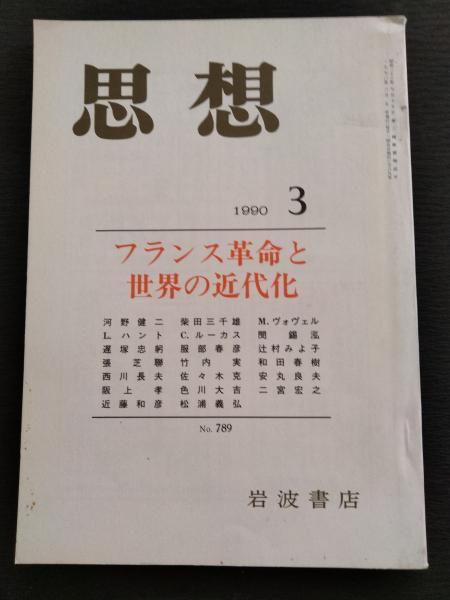 思想
1990 3
フランス革命と
世界の近代化
河野健二 柴田三千雄 M.ヴォヴェル
L.ハント C.ルーカス 閔錫泓
遅塚忠躬 服部春彦 辻村みよ子
張芝聯 竹内実 和田春樹
西川長夫 佐々木克 安丸良夫
阪上孝 色川大吉 二宮宏之
近藤和彦 松浦義弘
No. 789
岩波書店